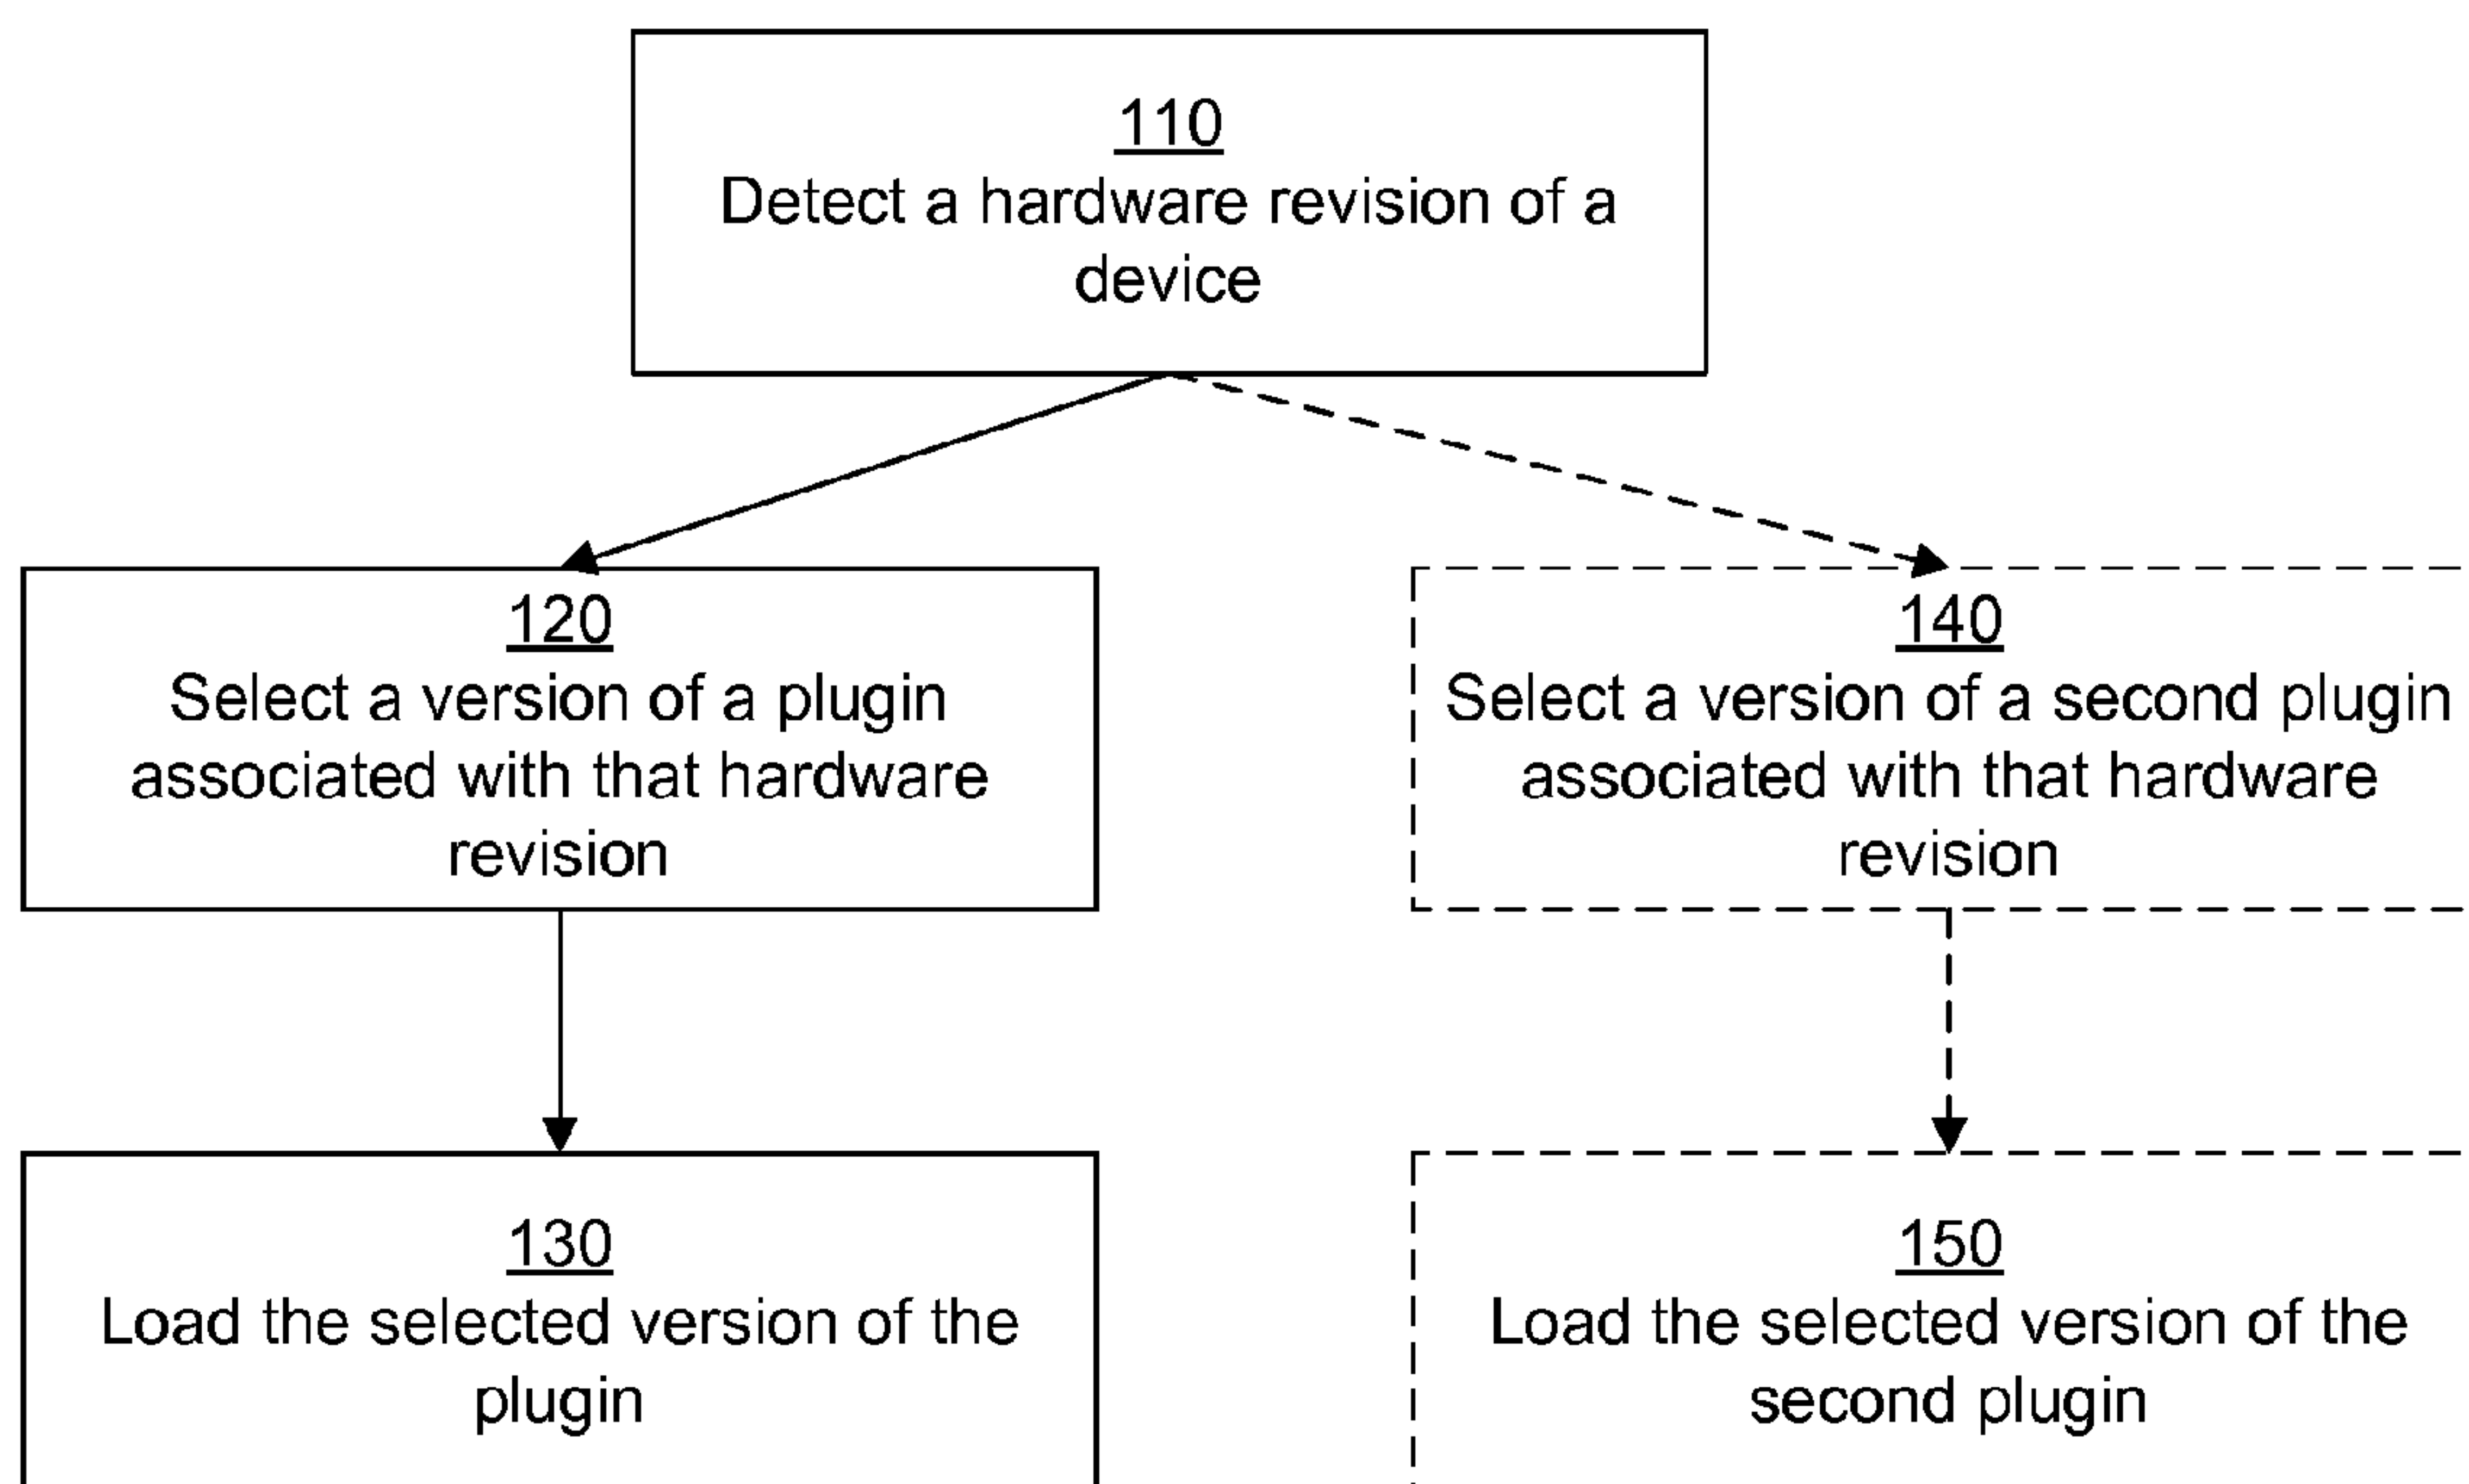 110
Detect a hardware revision of a
device
120
Select a version of a plugin
associated with that hardware
revision
140
Select a version of a second plugin
associated with that hardware
revision
130
Load the selected version of the
plugin
150
Load the selected version of the
second plugin